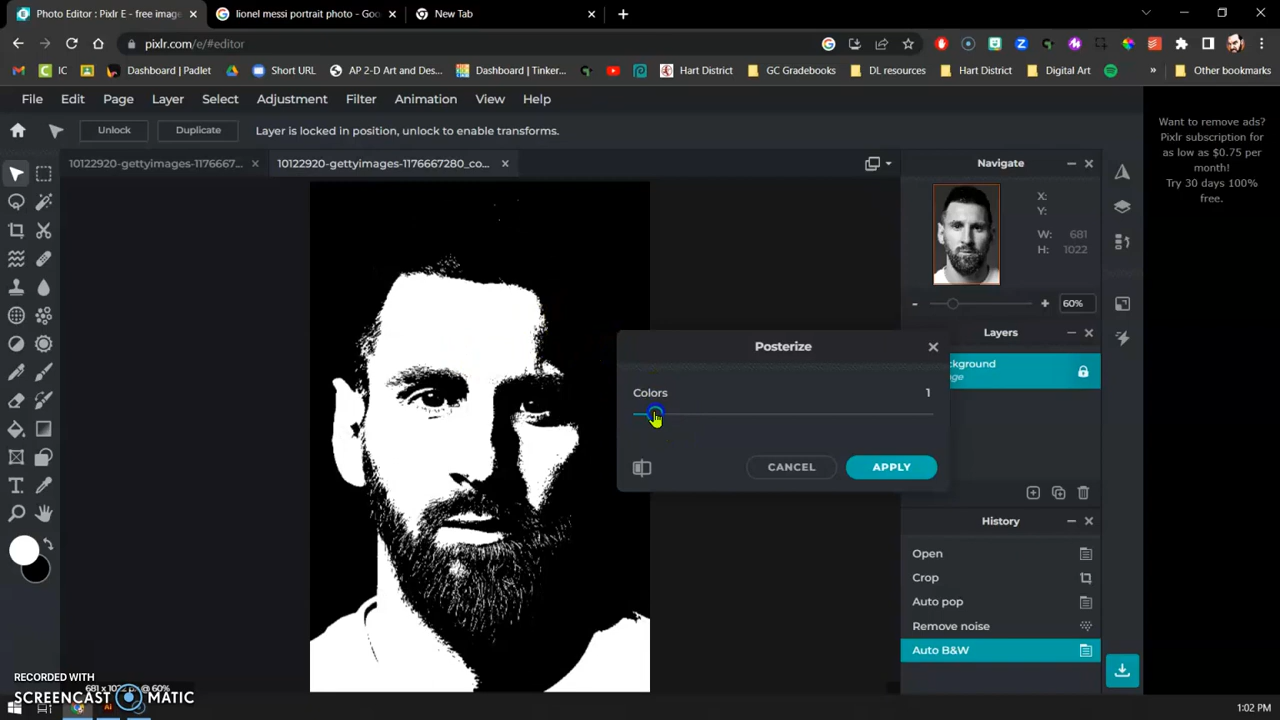 Photo Editor : Pixlr - free image
lionel messi portrait photo - Goo
New Tab
pixlr.com/e/#editor
IC
Dashboard | Padlet
Short URL
AP 2-D Art and Des...
Dashboard | Tinker...
Hart District
GC Gradebooks
DL resources
Hart District
Digital Art
»
Other bookmarks
File Edit Page Layer Select Adjustment Filter Animation View Help
Unlock Duplicate Layer is locked in position, unlock to enable transforms.
10122920-gettyimages-1176667...
10122920-gettyimages-1176667280_co...
Navigate
X:
Y:
W: 681
H: 1022
60%
Want to remove ads?
Pixlr subscription for
as low as $0.75 per
month!
Try 30 days 100%
free.
Layers
Posterize
Colors 1
CANCEL APPLY
History
Open
Crop
Auto pop
Remove noise
Auto B&W
RECORDED WITH
SCREENCAST MATIC
1:02 PM